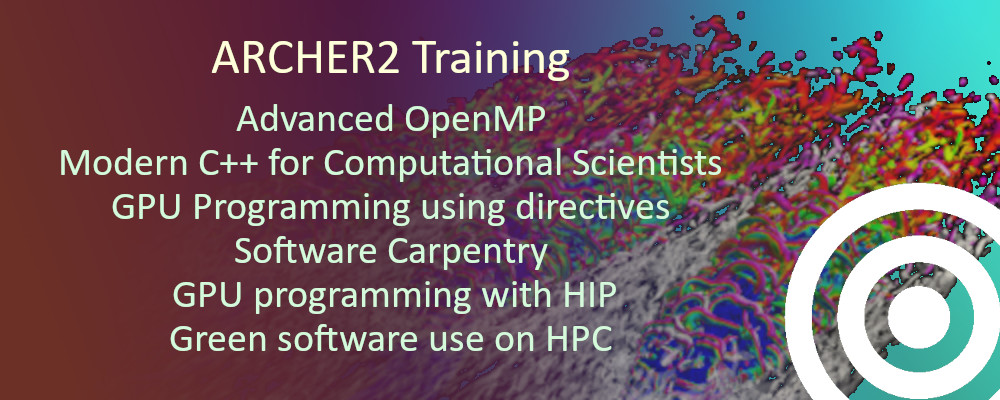 ARCHER2 Training
Advanced OpenMP
Modern C++ for Computational Scientists
GPU Programming using directives
Software Carpentry
GPU programming with HIP
Green software use on HPC